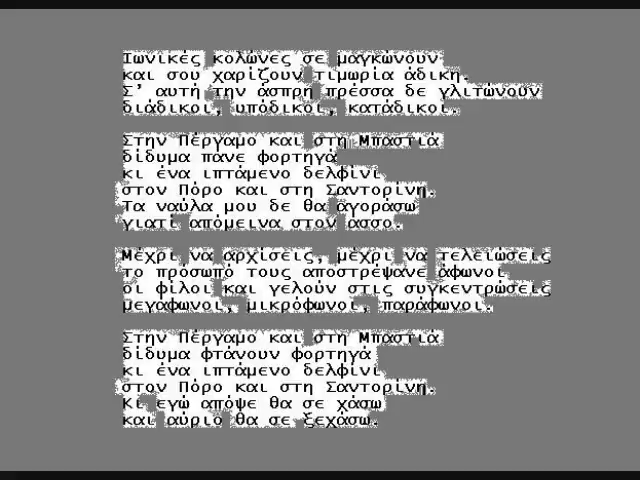 Ιωνικές κολώνες σε μαγκώνουν
και σου χαρίζουν τιμωρία άδικη.
Σ' αυτή την άσπρη πρέσσα δε γλιτώνουν
διάδικοι, υπόδικοι, κατάδικοι.
Στην Πέργαμο και στη Μπαστιά
δίδυμα πάνε φορτηγά
κι ένα ιπτάμενο δελφίνι
στον Πόρο και στη Σαντορίνη.
Τα ναύλα μου δε θα αγοράσω
γιατί απόμεινα στον άσσο.
Μέχρι να αρχίσεις, μέχρι να τελειώσεις
το πρόσωπό τους αποστρέψανε άφωνοι
οι φίλοι και γελούν στις συγκεντρώσεις
μεγάφωνοι, μικρόφωνοι, παράφωνοι.
Στην Πέργαμο και στη Μπαστιά
δίδυμα φτάνουν φορτηγά
κι ένα ιπτάμενο δελφίνι
στον Πόρο και στη Σαντορίνη.
Κι εγώ απόψε θα σε χάσω
και αύριο θα σε ξεχάσω.